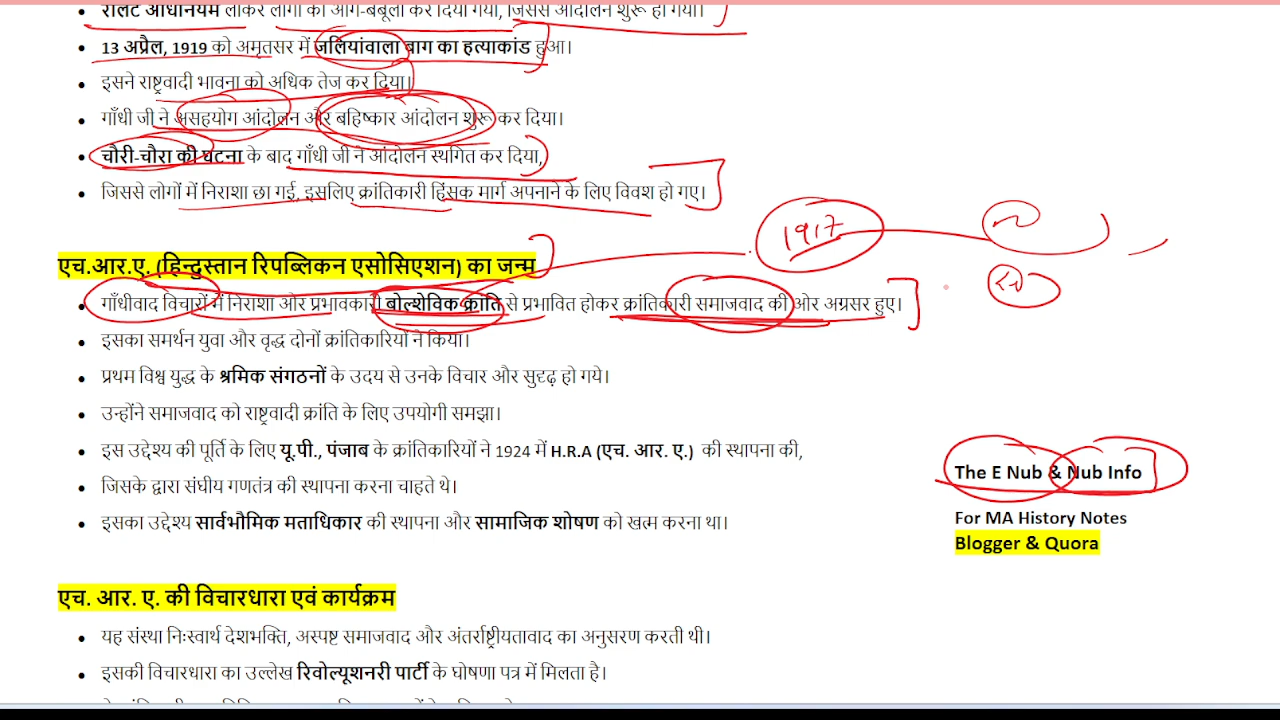 रौलेट अधिनियम लाकर लोगों को आग-बबूला कर दिया गया, जिससे आंदोलन शुरू हो गया।
13 अप्रैल, 1919 को अमृतसर में जलियांवाला बाग का हत्याकांड हुआ।
इसने राष्ट्रवादी भावना को अधिक तेज कर दिया।
गाँधी जी ने असहयोग आंदोलन और बहिष्कार आंदोलन शुरू कर दिया।
चौरी-चौरा की घटना के बाद गाँधी जी ने आंदोलन स्थगित कर दिया,
जिससे लोगों में निराशा छा गई, इसलिए क्रांतिकारी हिंसक मार्ग अपनाने के लिए विवश हो गए।
1917
एच.आर.ए. (हिन्दुस्तान रिपब्लिकन एसोसिएशन) का जन्म
गाँधीवाद विचारों में निराशा और प्रभावकारी बोल्शेविक क्रांति से प्रभावित होकर क्रांतिकारी समाजवाद की ओर अग्रसर हुए।
इसका समर्थन युवा और वृद्ध दोनों क्रांतिकारियों ने किया।
प्रथम विश्व युद्ध के श्रमिक संगठनों के उदय से उनके विचार और सुदृढ़ हो गये।
उन्होंने समाजवाद को राष्ट्रवादी क्रांति के लिए उपयोगी समझा।
इस उद्देश्य की पूर्ति के लिए यू.पी., पंजाब के क्रांतिकारियों ने 1924 में H.R.A (एच. आर. ए.) की स्थापना की,
जिसके द्वारा संघीय गणतंत्र की स्थापना करना चाहते थे।
इसका उद्देश्य सार्वभौमिक मताधिकार की स्थापना और सामाजिक शोषण को खत्म करना था।
The E Nub & Nub Info
For MA History Notes
Blogger & Quora
एच. आर. ए. की विचारधारा एवं कार्यक्रम
यह संस्था निःस्वार्थ देशभक्ति, अस्पष्ट समाजवाद और अंतर्राष्ट्रीयतावाद का अनुसरण करती थी।
इसकी विचारधारा का उल्लेख रिवोल्यूशनरी पार्टी के घोषणा पत्र में मिलता है।